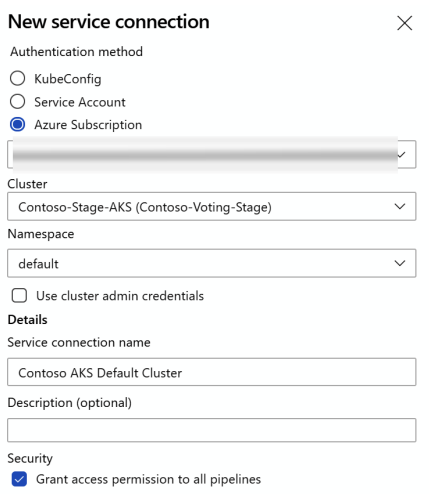 New service connection
Authentication method
KubeConfig
Service Account
Azure Subscription
Cluster
Contoso-Stage-AKS (Contoso-Voting-Stage)
Namespace
default
Use cluster admin credentials
Details
Service connection name
Contoso AKS Default Cluster
Description (optional)
Security
Grant access permission to all pipelines